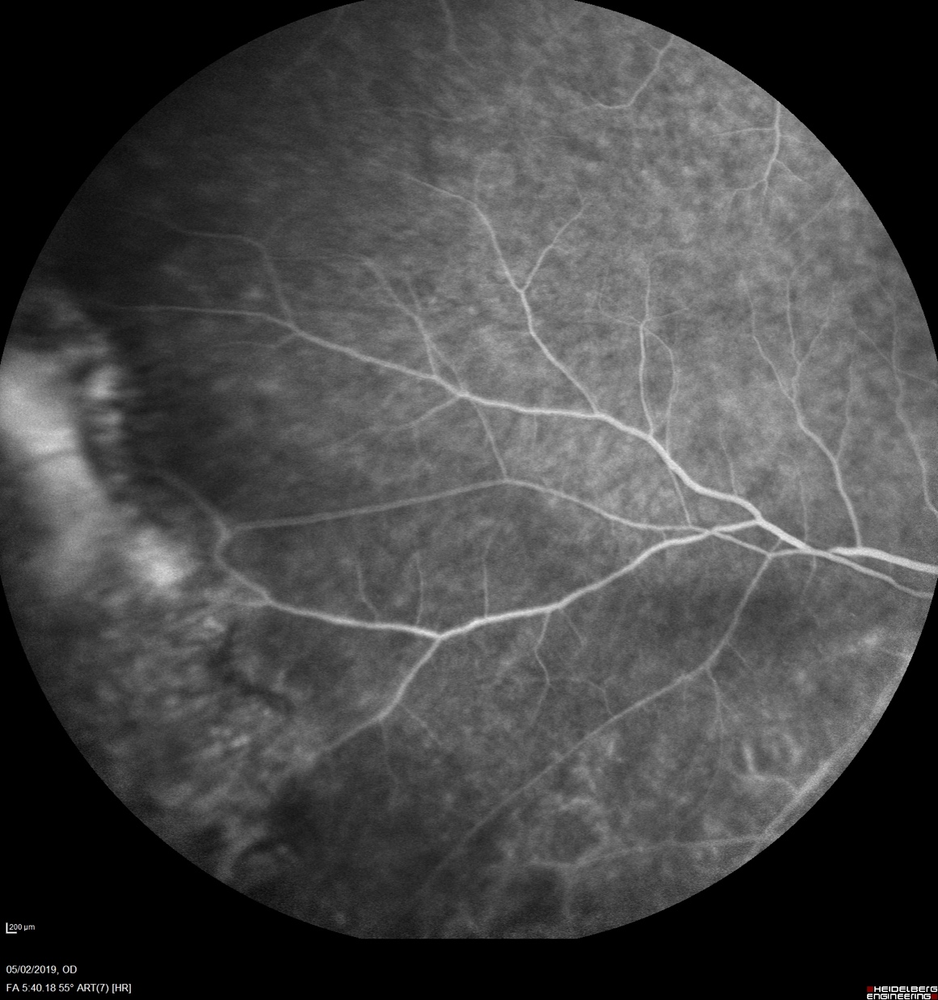 200 µm
05/02/2019, OD
FA 5:40.18 55° ART(7) [HR]
HEIDELBERG
ENGINEERING